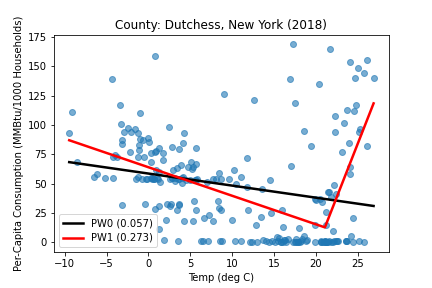 County: Dutchess, New York (2018)
Per-Capita Consumption (MMBtu/1000 Households)
175
150
125
100
75
50
25
0
PW0 (0.057)
PW1 (0.273)
−10 −5 0 5 10 15 20 25
Temp (deg C)